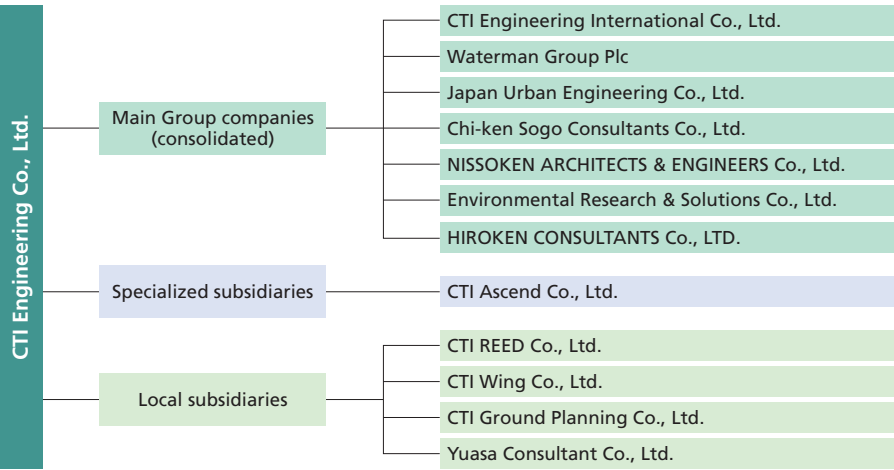 CTI Engineering Co., Ltd.
Main Group companies
(consolidated)
CTI Engineering International Co., Ltd.
Waterman Group Plc
Japan Urban Engineering Co., Ltd.
Chi-ken Sogo Consultants Co., Ltd.
NISSOKEN ARCHITECTS & ENGINEERS Co., Ltd.
Environmental Research & Solutions Co., Ltd.
HIROKEN CONSULTANTS Co., LTD.
Specialized subsidiaries
CTI Ascend Co., Ltd.
Local subsidiaries
CTI REED Co., Ltd.
CTI Wing Co., Ltd.
CTI Ground Planning Co., Ltd.
Yuasa Consultant Co., Ltd.